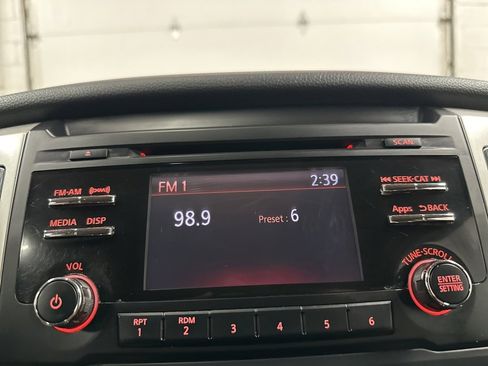 SCAN
FM·AM
FM 1 2:39
SEEK·CAT
MEDIA DISP
98.9 Preset : 6
Apps BACK
VOL
TUNE·SCROLL
ENTER
SETTING
RPT RDM
1 2 3 4 5 6